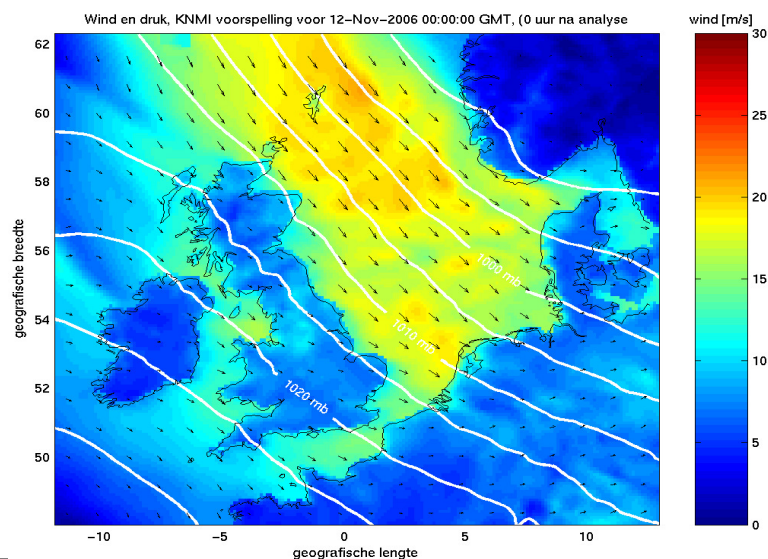 Wind en druk, KNMI voorspelling voor 12-Nov-2006 00:00:00 GMT, (0 uur na analyse
wind [m/s]
62
60
58
56
54
52
50
geografische breedte
1000 mb
1010 mb
1020 mb
-10
-5
0
5
10
geografische lengte
30
25
20
15
10
5
0